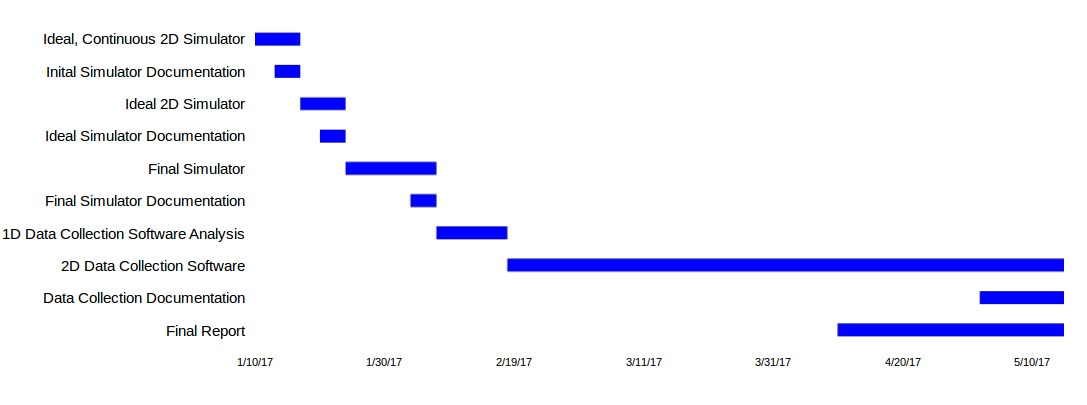 Ideal, Continuous 2D Simulator
Inital Simulator Documentation
Ideal 2D Simulator
Ideal Simulator Documentation
Final Simulator
Final Simulator Documentation
1D Data Collection Software Analysis
2D Data Collection Software
Data Collection Documentation
Final Report
1/10/17 1/30/17 2/19/17 3/11/17 3/31/17 4/20/17 5/10/17